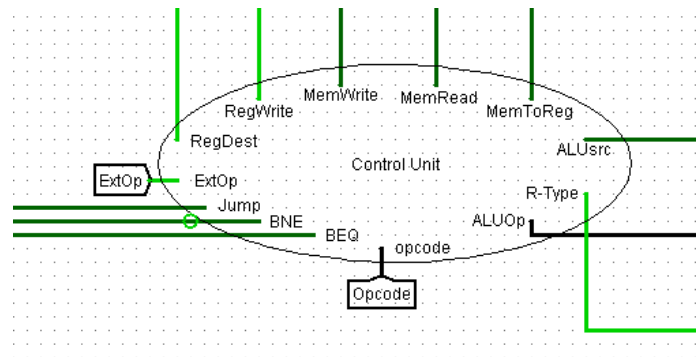 MemWrite
MemRead
RegWrite
MemToReg
RegDest
ALUsrc
Control Unit
ExtOp
ExtOp
R-Type
Jump
BNE
ALUOp
BEQ
opcode
Opcode